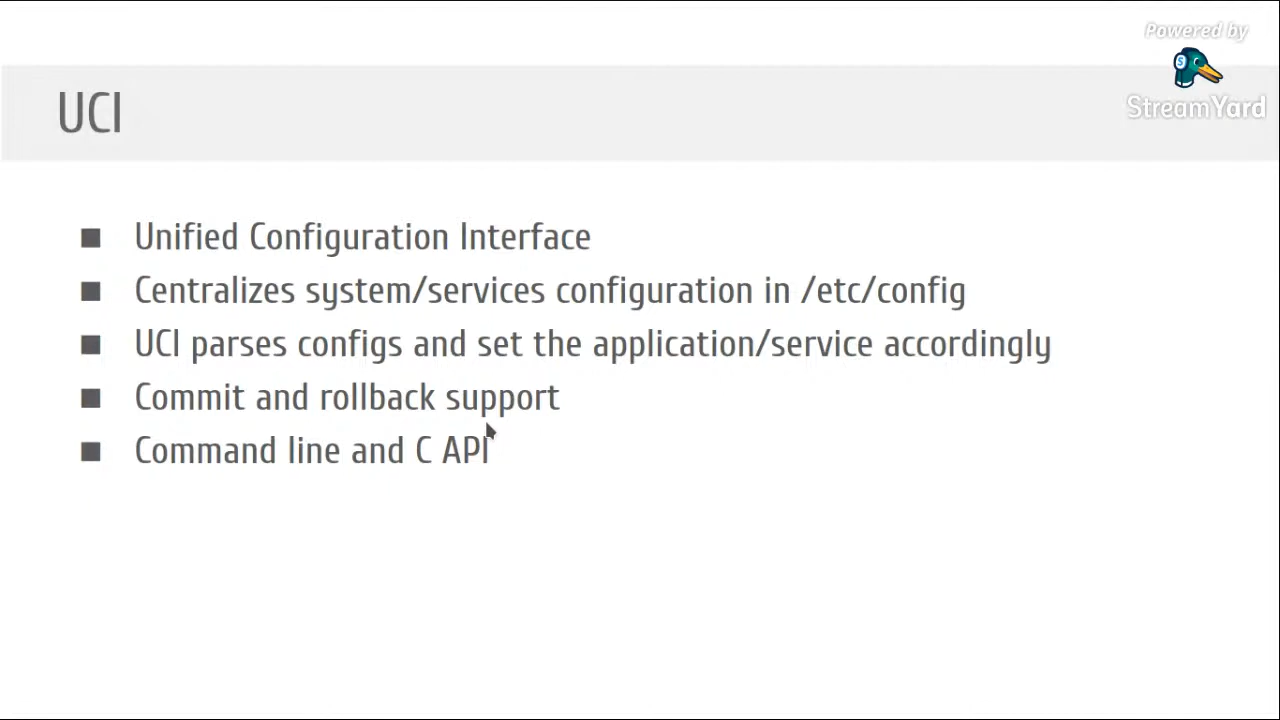 Powered by
StreamYard
UCI
Unified Configuration Interface
Centralizes system/services configuration in /etc/config
UCI parses configs and set the application/service accordingly
Commit and rollback support
Command line and C API